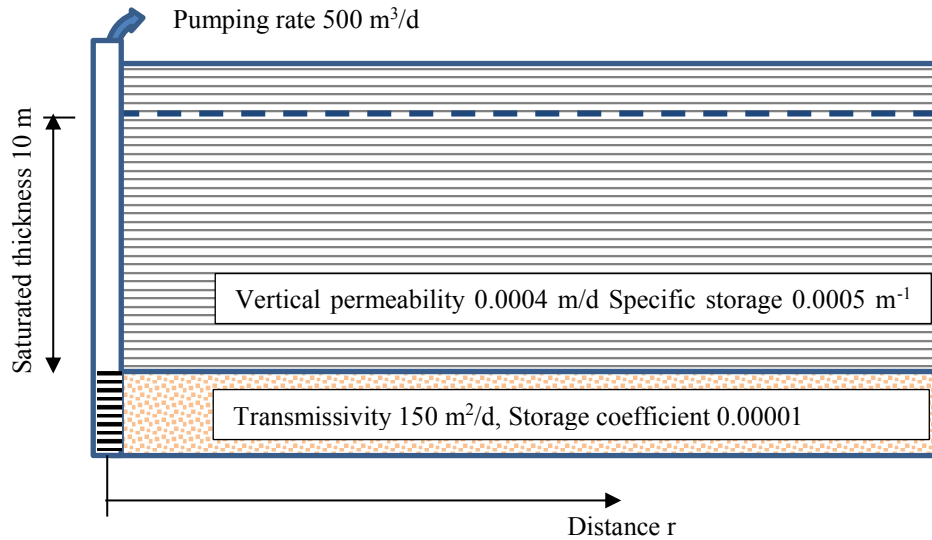 Pumping rate 500 m³/d
Saturated thickness 10 m
Vertical permeability 0.0004 m/d Specific storage 0.0005 m⁻¹
Transmissivity 150 m²/d, Storage coefficient 0.00001
Distance r